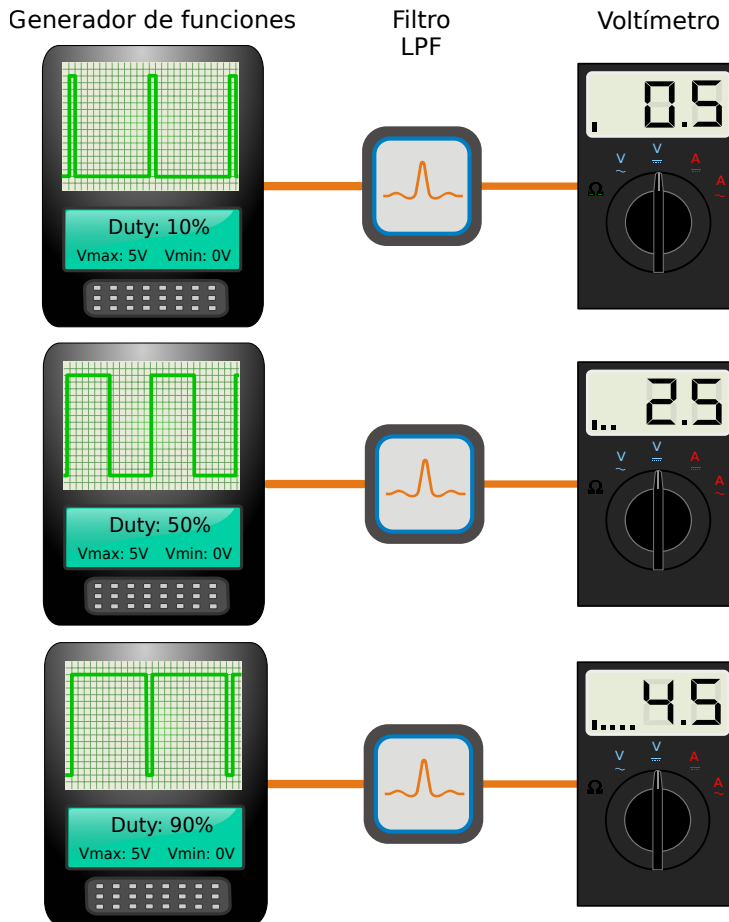 Generador de funciones
Filtro
LPF
Voltímetro
Duty: 10%
Vmax: 5V Vmin: 0V
0.5
V
V
A
A
Ω
Duty: 50%
Vmax: 5V Vmin: 0V
2.5
V
V
A
A
Ω
Duty: 90%
Vmax: 5V Vmin: 0V
4.5
V
V
A
A
Ω